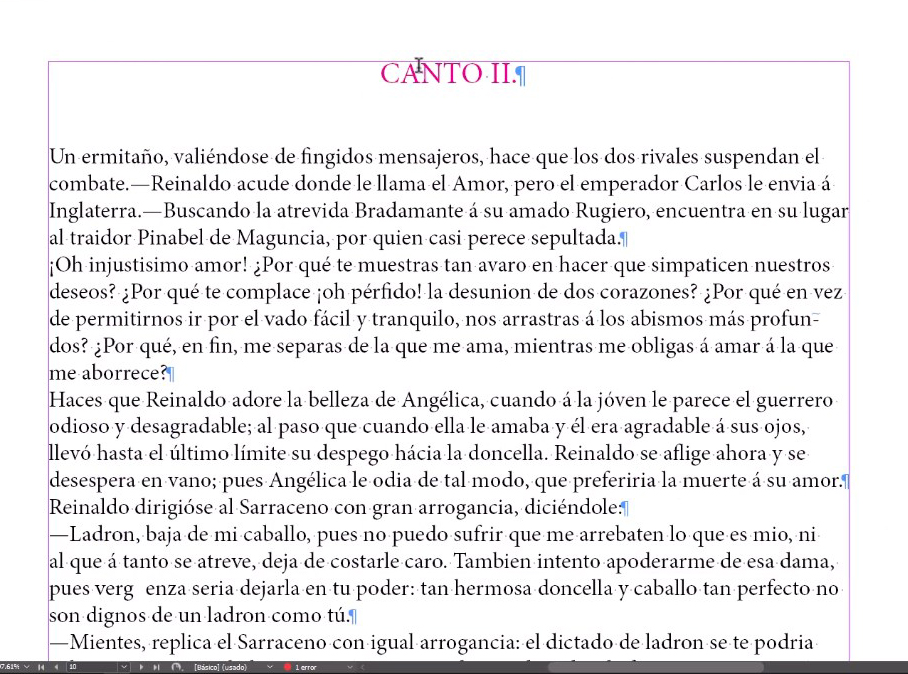 CANTO II.¶
Un ermitaño, valiéndose de fingidos mensajeros, hace que los dos rivales suspendan el
combate.—Reinaldo acude donde le llama el Amor, pero el emperador Carlos le envia á
Inglaterra.—Buscando la atrevida Bradamante á su amado Rugiero, encuentra en su lugar
al traidor Pinabel de Maguncia, por quien casi perece sepultada.¶
¡Oh injustisimo amor! ¿Por qué te muestras tan avaro en hacer que simpaticen nuestros
deseos? ¿Por qué te complace ¡oh pérfido! la desunion de dos corazones? ¿Por qué en vez
de permitirnos ir por el vado fácil y tranquilo, nos arrastras á los abismos más profun-
dos? ¿Por qué, en fin, me separas de la que me ama, mientras me obligas á amar á la que
me aborrece?¶
Haces que Reinaldo adore la belleza de Angélica, cuando á la jóven le parece el guerrero
odioso y desagradable; al paso que cuando ella le amaba y él era agradable á sus ojos,
llevó hasta el último límite su despego hácia la doncella. Reinaldo se aflige ahora y se
desespera en vano; pues Angélica le odia de tal modo, que preferiria la muerte á su amor.¶
Reinaldo dirigióse al Sarraceno con gran arrogancia, diciéndole:¶
—Ladron, baja de mi caballo, pues no puedo sufrir que me arrebaten lo que es mio, ni
al que á tanto se atreve, deja de costarle caro. Tambien intento apoderarme de esa dama,
pues verg enza seria dejarla en tu poder: tan hermosa doncella y caballo tan perfecto no
son dignos de un ladron como tú.¶
—Mientes, replica el Sarraceno con igual arrogancia: el dictado de ladron se te podria
7.61% 10 [Básico] (usado) 1 error